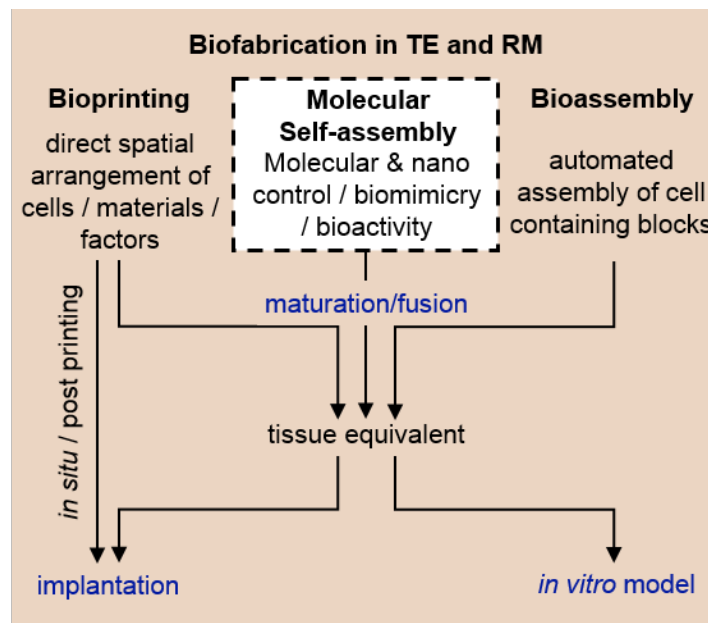 Biofabrication in TE and RM
Bioprinting
direct spatial
arrangement of
cells / materials /
factors
Molecular
Self-assembly
Molecular & nano
control / biomimicry
/ bioactivity
Bioassembly
automated
assembly of cell
containing blocks
maturation/fusion
in situ / post printing
tissue equivalent
implantation
in vitro model